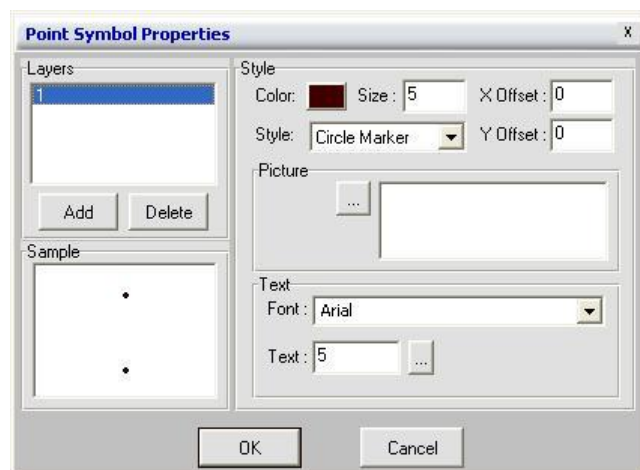 Point Symbol Properties X
Layers
1
Add Delete
Sample
Style
Color: Size : 5 X Offset : 0
Style: Circle Marker Y Offset : 0
Picture
...
Text
Font : Arial
Text : 5 ...
OK Cancel